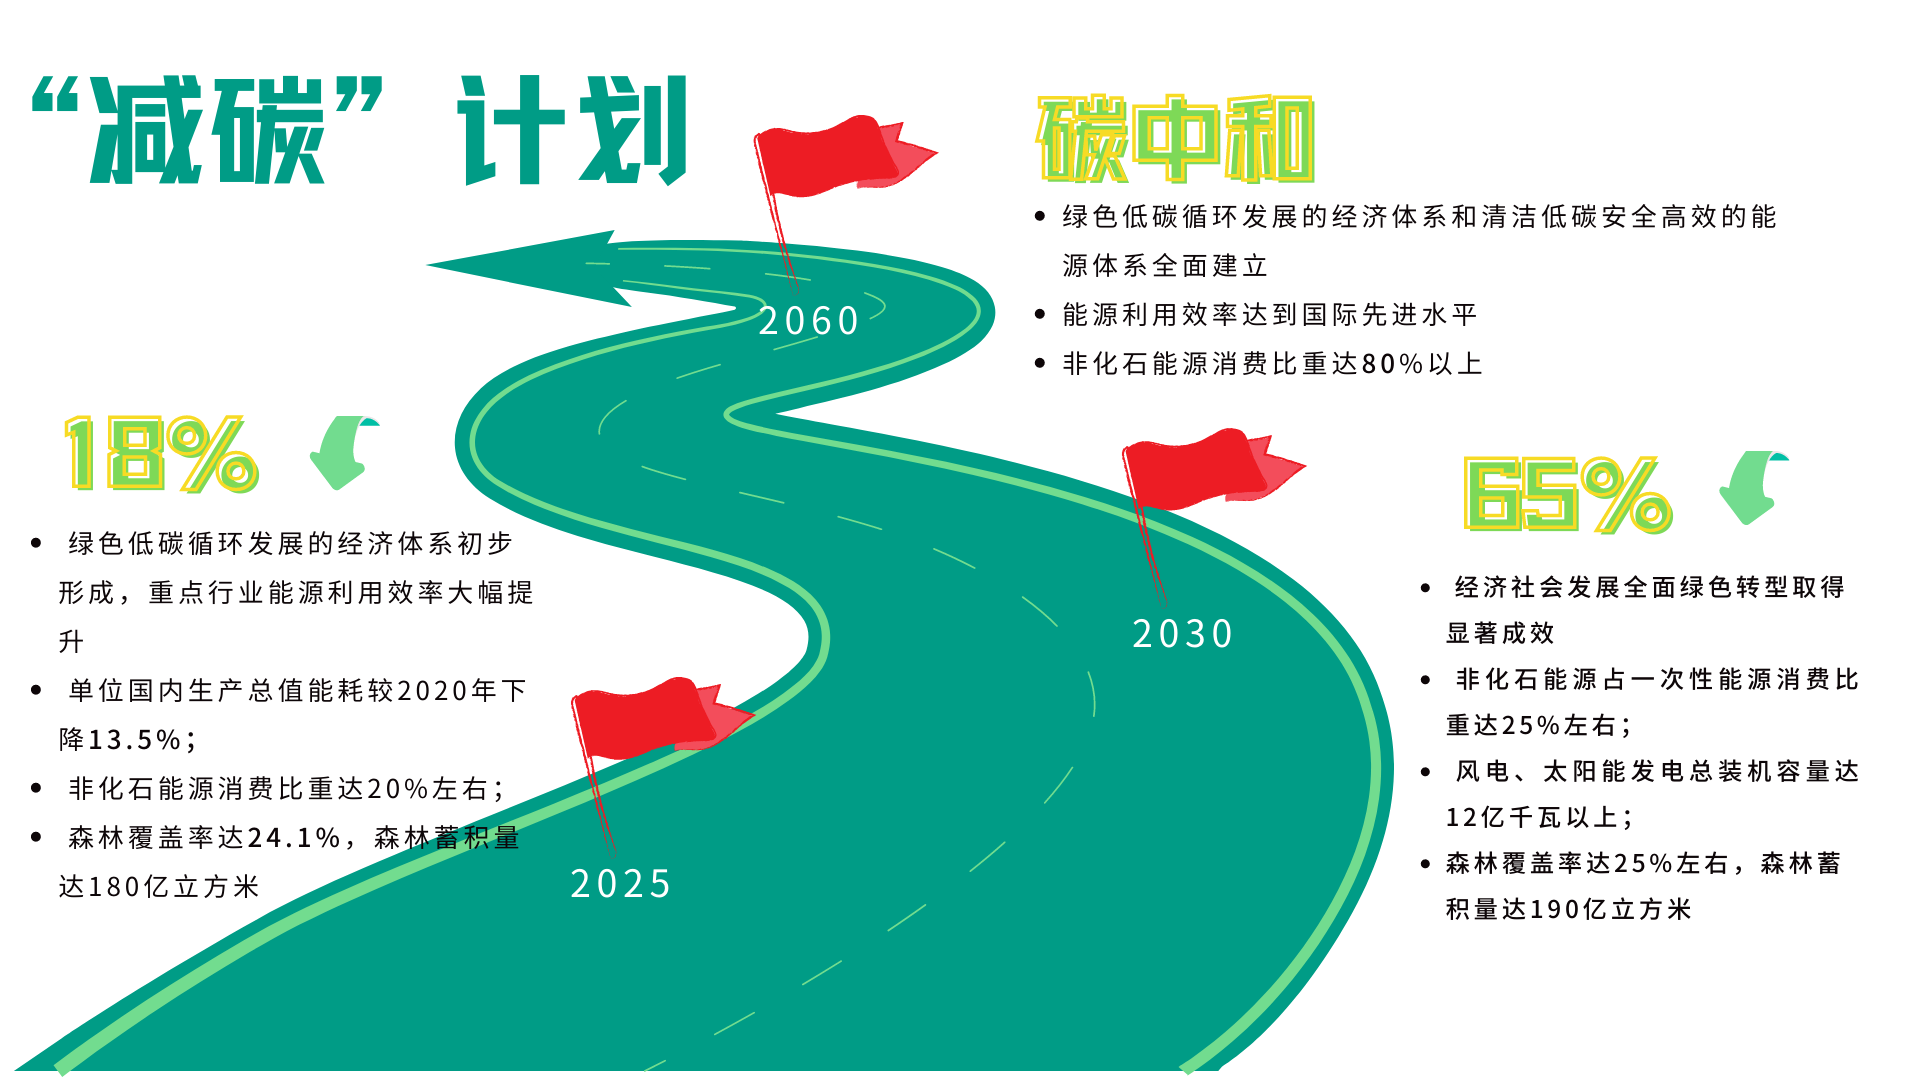 “减碳” 计划
碳中和
绿色低碳循环发展的经济体系和清洁低碳安全高效的能
源体系全面建立
能源利用效率达到国际先进水平
非化石能源消费比重达80%以上
2060
18%
绿色低碳循环发展的经济体系初步
形成，重点行业能源利用效率大幅提
升
单位国内生产总值能耗较2020年下
降13.5%；
非化石能源消费比重达20%左右；
森林覆盖率达24.1%，森林蓄积量
达180亿立方米
2025
2030
65%
经济社会发展全面绿色转型取得
显著成效
非化石能源占一次性能源消费比
重达25%左右；
风电、太阳能发电总装机容量达
12亿千瓦以上；
森林覆盖率达25%左右，森林蓄
积量达190亿立方米